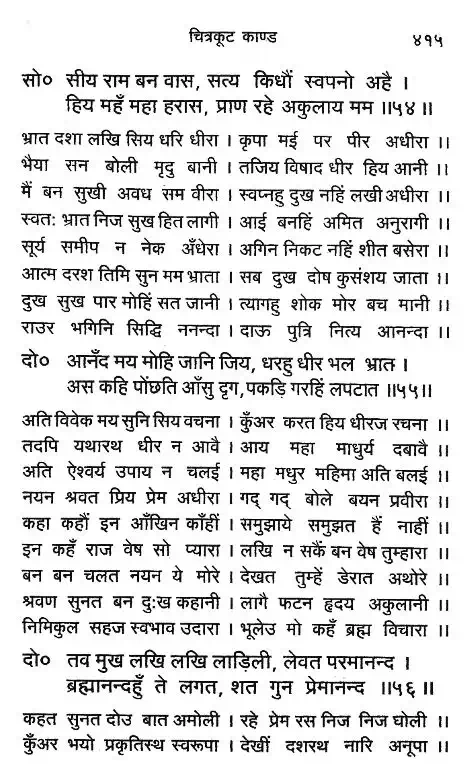 चित्रकूट काण्ड ४१५
सो० सीय राम बन वास, सत्य किधौं स्वपनो अहै ।
हिय महँ महा हरास, प्राण रहे अकुलाय मम ॥५४॥
भ्रात दशा लखि सिय धरि धीरा । कृपा मई पर पीर अधीरा ।।
भैया सन बोली मृदु बानी । तजिय विषाद धीर हिय आनी ।।
मैं बन सुखी अवध सम वीरा । स्वप्नहु दुख नहिं लखी अधीरा ।।
स्वतः भ्रात निज सुख हित लागी । आई बनहिं अमित अनुरागी ।।
सूर्य समीप न नेक अँधेरा । अगिन निकट नहिं शीत बसेरा ।।
आत्म दरश तिमि सुन मम भ्राता । सब दुख दोष कुसंशय जाता ।।
दुख सुख पार मोहिं सत जानी । त्यागहु शोक मोर बच मानी ।।
राउर भगिनि सिद्धि ननन्दा । दाऊ पुत्रि नित्य आनन्दा ।।
दो० आनँद मय मोहि जानि जिय, धरहु धीर भल भ्रात ।
अस कहि पोंछति आँसु दृग, पकड़ि गरहिं लपटात ॥५५॥
अति विवेक मय सुनि सिय वचना । कुँअर करत हिय धीरज रचना ।।
तदपि यथारथ धीर न आवै । आय महा माधुर्य दबावै ।।
अति ऐश्वर्य उपाय न चलई । महा मधुर महिमा अति बलई ।।
नयन श्रवत प्रिय प्रेम अधीरा । गद् गद् बोले बयन प्रवीरा ।।
कहा कहौं इन आँखिन काँहीं । समुझाये समुझत हैं नाहीं ।।
इन कहँ राज वेष सो प्यारा । लखि न सकैं बन वेष तुम्हारा ।।
बन बन चलत नयन ये मोरे । देखत तुम्हें डेरात अथोरे ।।
श्रवण सुनत बन दुःख कहानी । लागै फटन हृदय अकुलानी ।।
निमिकुल सहज स्वभाव उदारा । भूलेउ मो कहँ ब्रह्म विचारा ।।
दो० तव मुख लखि लखि लाड़िली, लेवत परमानन्द ।
ब्रह्मानन्दहुँ ते लगत, शत गुन प्रेमानन्द ॥५६॥
कहत सुनत दोउ बात अमोली । रहे प्रेम रस निज निज घोली ।।
कुँअर भयो प्रकृतिस्थ स्वरूपा । देखीं दशरथ नारि अनूपा ।।